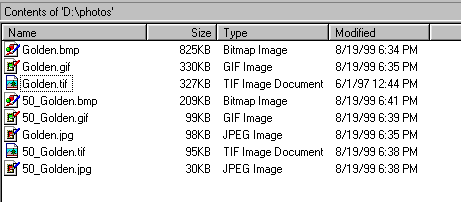 Contents of 'D:\photos'
Name Size Type Modified
Golden.bmp 825KB Bitmap Image 8/19/99 6:34 PM
Golden.gif 330KB GIF Image 8/19/99 6:35 PM
Golden.tif 327KB TIF Image Document 6/1/97 12:44 PM
50_Golden.bmp 209KB Bitmap Image 8/19/99 6:41 PM
50_Golden.gif 99KB GIF Image 8/19/99 6:39 PM
Golden.jpg 98KB JPEG Image 8/19/99 6:35 PM
50_Golden.tif 95KB TIF Image Document 8/19/99 6:38 PM
50_Golden.jpg 30KB JPEG Image 8/19/99 6:38 PM